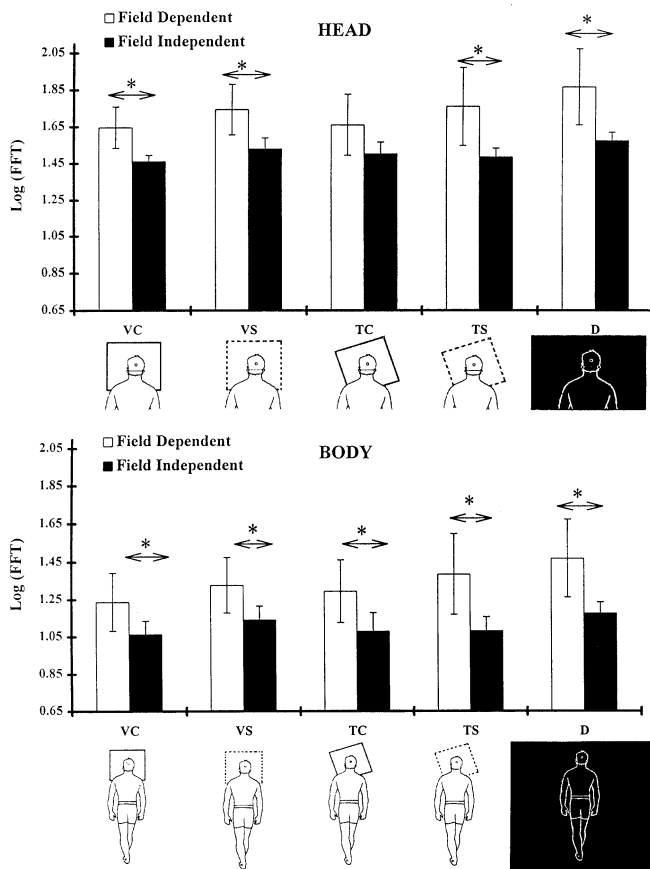 Field Dependent
Field Independent
HEAD
Log (FFT)
2.05
1.85
1.65
1.45
1.25
1.05
0.85
0.65
*
*
*
*
VC
VS
TC
TS
D
Field Dependent
Field Independent
BODY
Log (FFT)
2.05
1.85
1.65
1.45
1.25
1.05
0.85
0.65
*
*
*
*
*
VC
VS
TC
TS
D